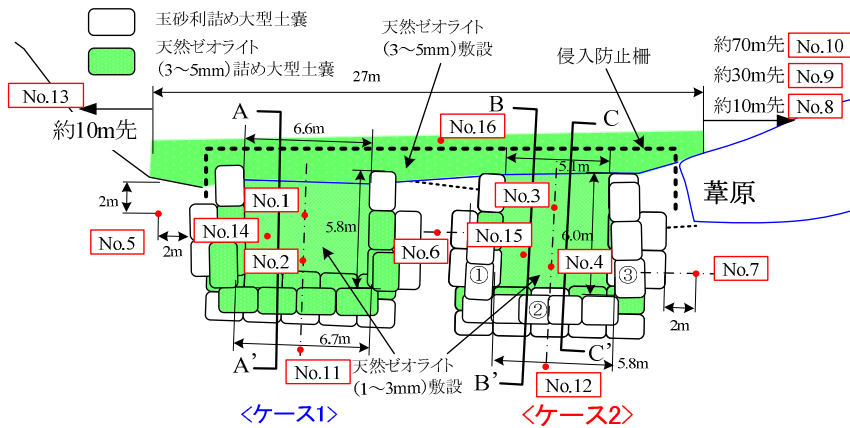 玉砂利詰め大型土嚢
天然ゼオライト
(3～5mm)詰め大型土嚢
天然ゼオライト
(3～5mm)敷設
侵入防止柵
約70m先 No.10
約30m先 No.9
約10m先 No.8
No.13
約10m先
27m
A
B
C
6.6m
No.16
5.1m
葦原
2m
No.1
No.3
5.8m
6.0m
No.5
No.14
No.15
2m
No.2
No.6
No.4
No.7
①
③
②
2m
6.7m
A'
C'
5.8m
No.11
天然ゼオライト
(1～3mm)敷設
B'
No.12
<ケース1>
<ケース2>